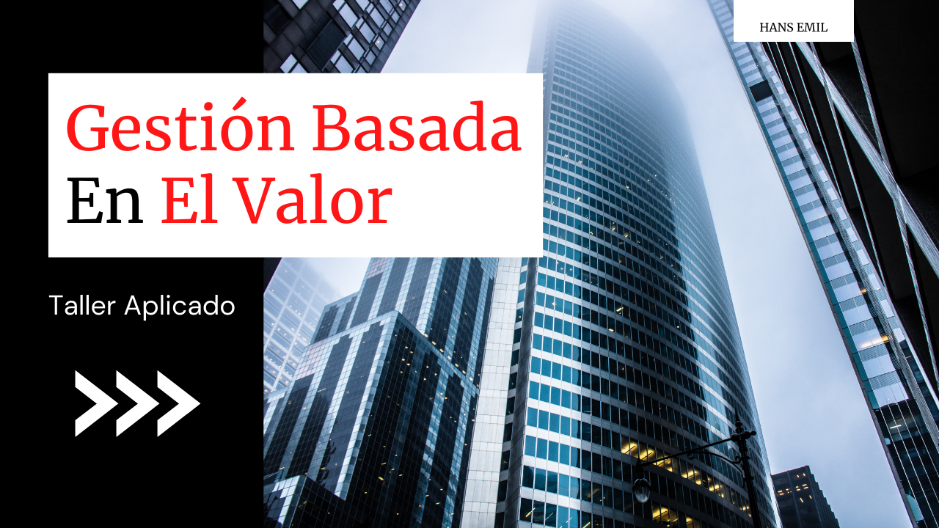 HANS EMIL
Gestión Basada
En El Valor
Taller Aplicado